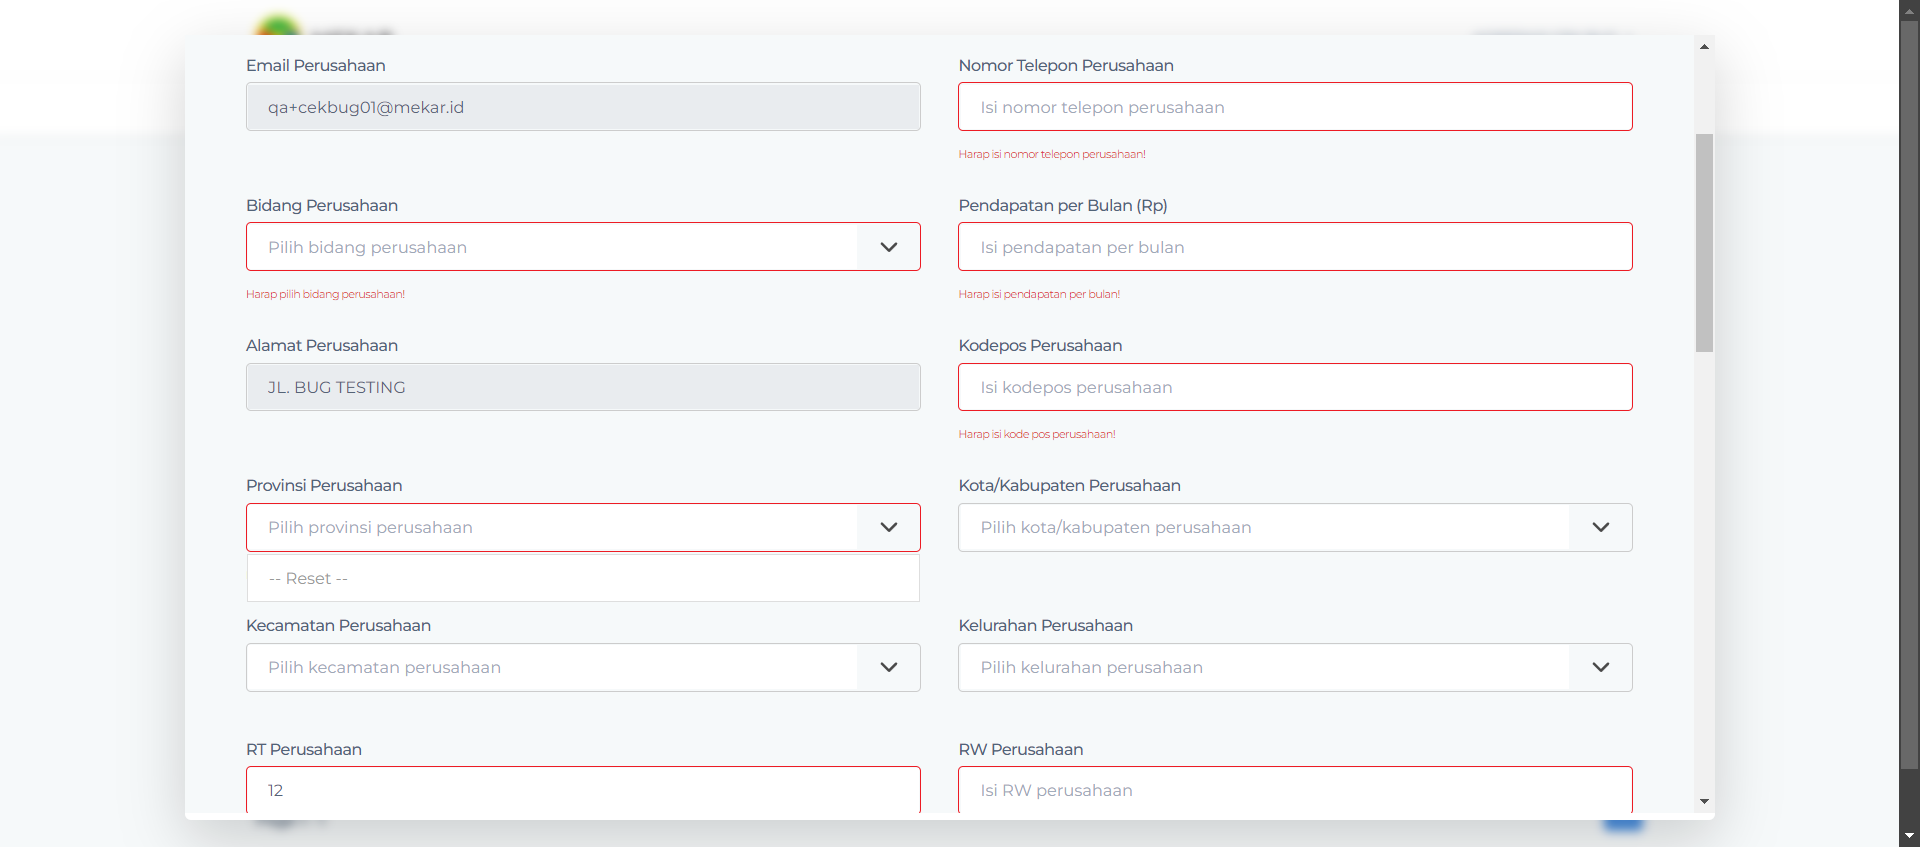 Email Perusahaan
qa+cekbug01@mekar.id
Nomor Telepon Perusahaan
Isi nomor telepon perusahaan
Harap isi nomor telepon perusahaan!
Bidang Perusahaan
Pilih bidang perusahaan
Harap pilih bidang perusahaan!
Pendapatan per Bulan (Rp)
Isi pendapatan per bulan
Harap isi pendapatan per bulan!
Alamat Perusahaan
JL. BUG TESTING
Kodepos Perusahaan
Isi kodepos perusahaan
Harap isi kode pos perusahaan!
Provinsi Perusahaan
Pilih provinsi perusahaan
-- Reset --
Kota/Kabupaten Perusahaan
Pilih kota/kabupaten perusahaan
Kecamatan Perusahaan
Pilih kecamatan perusahaan
Kelurahan Perusahaan
Pilih kelurahan perusahaan
RT Perusahaan
12
RW Perusahaan
Isi RW perusahaan